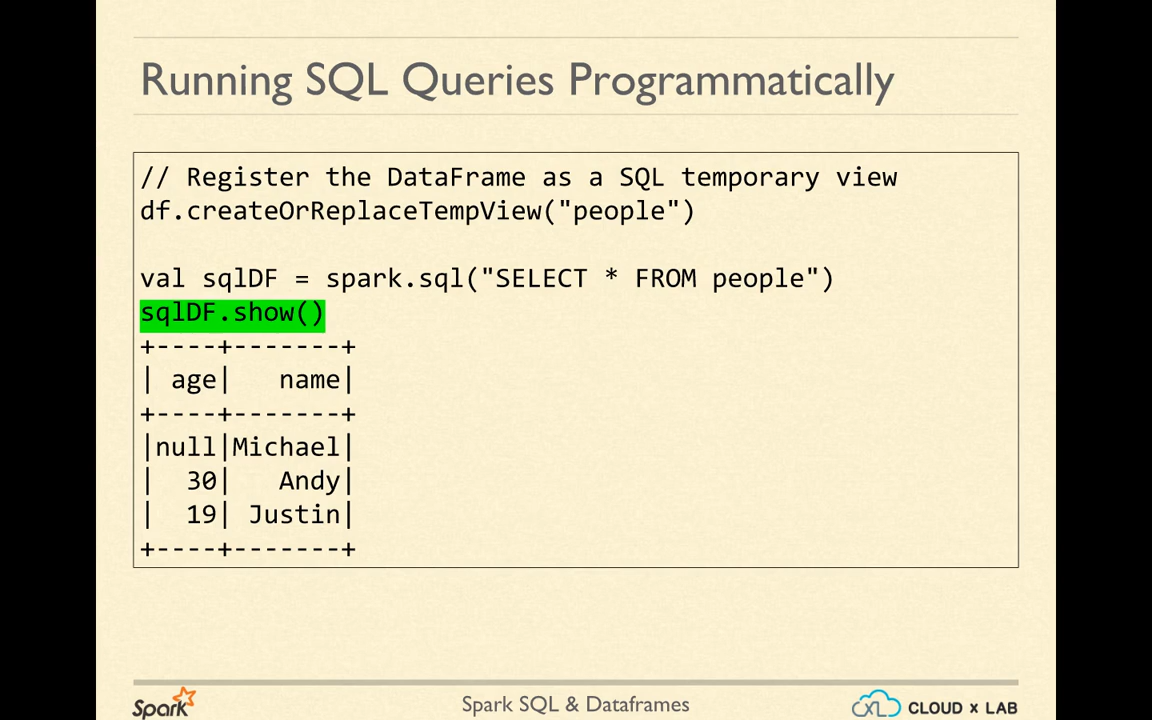 Running SQL Queries Programmatically
// Register the DataFrame as a SQL temporary view
df.createOrReplaceTempView("people")
val sqlDF = spark.sql("SELECT * FROM people")
sqlDF.show()
+----+-------+
| age|   name|
+----+-------+
|null|Michael|
|  30|   Andy|
|  19| Justin|
+----+-------+
Spark
Spark SQL & Dataframes
CXL CLOUD x LAB